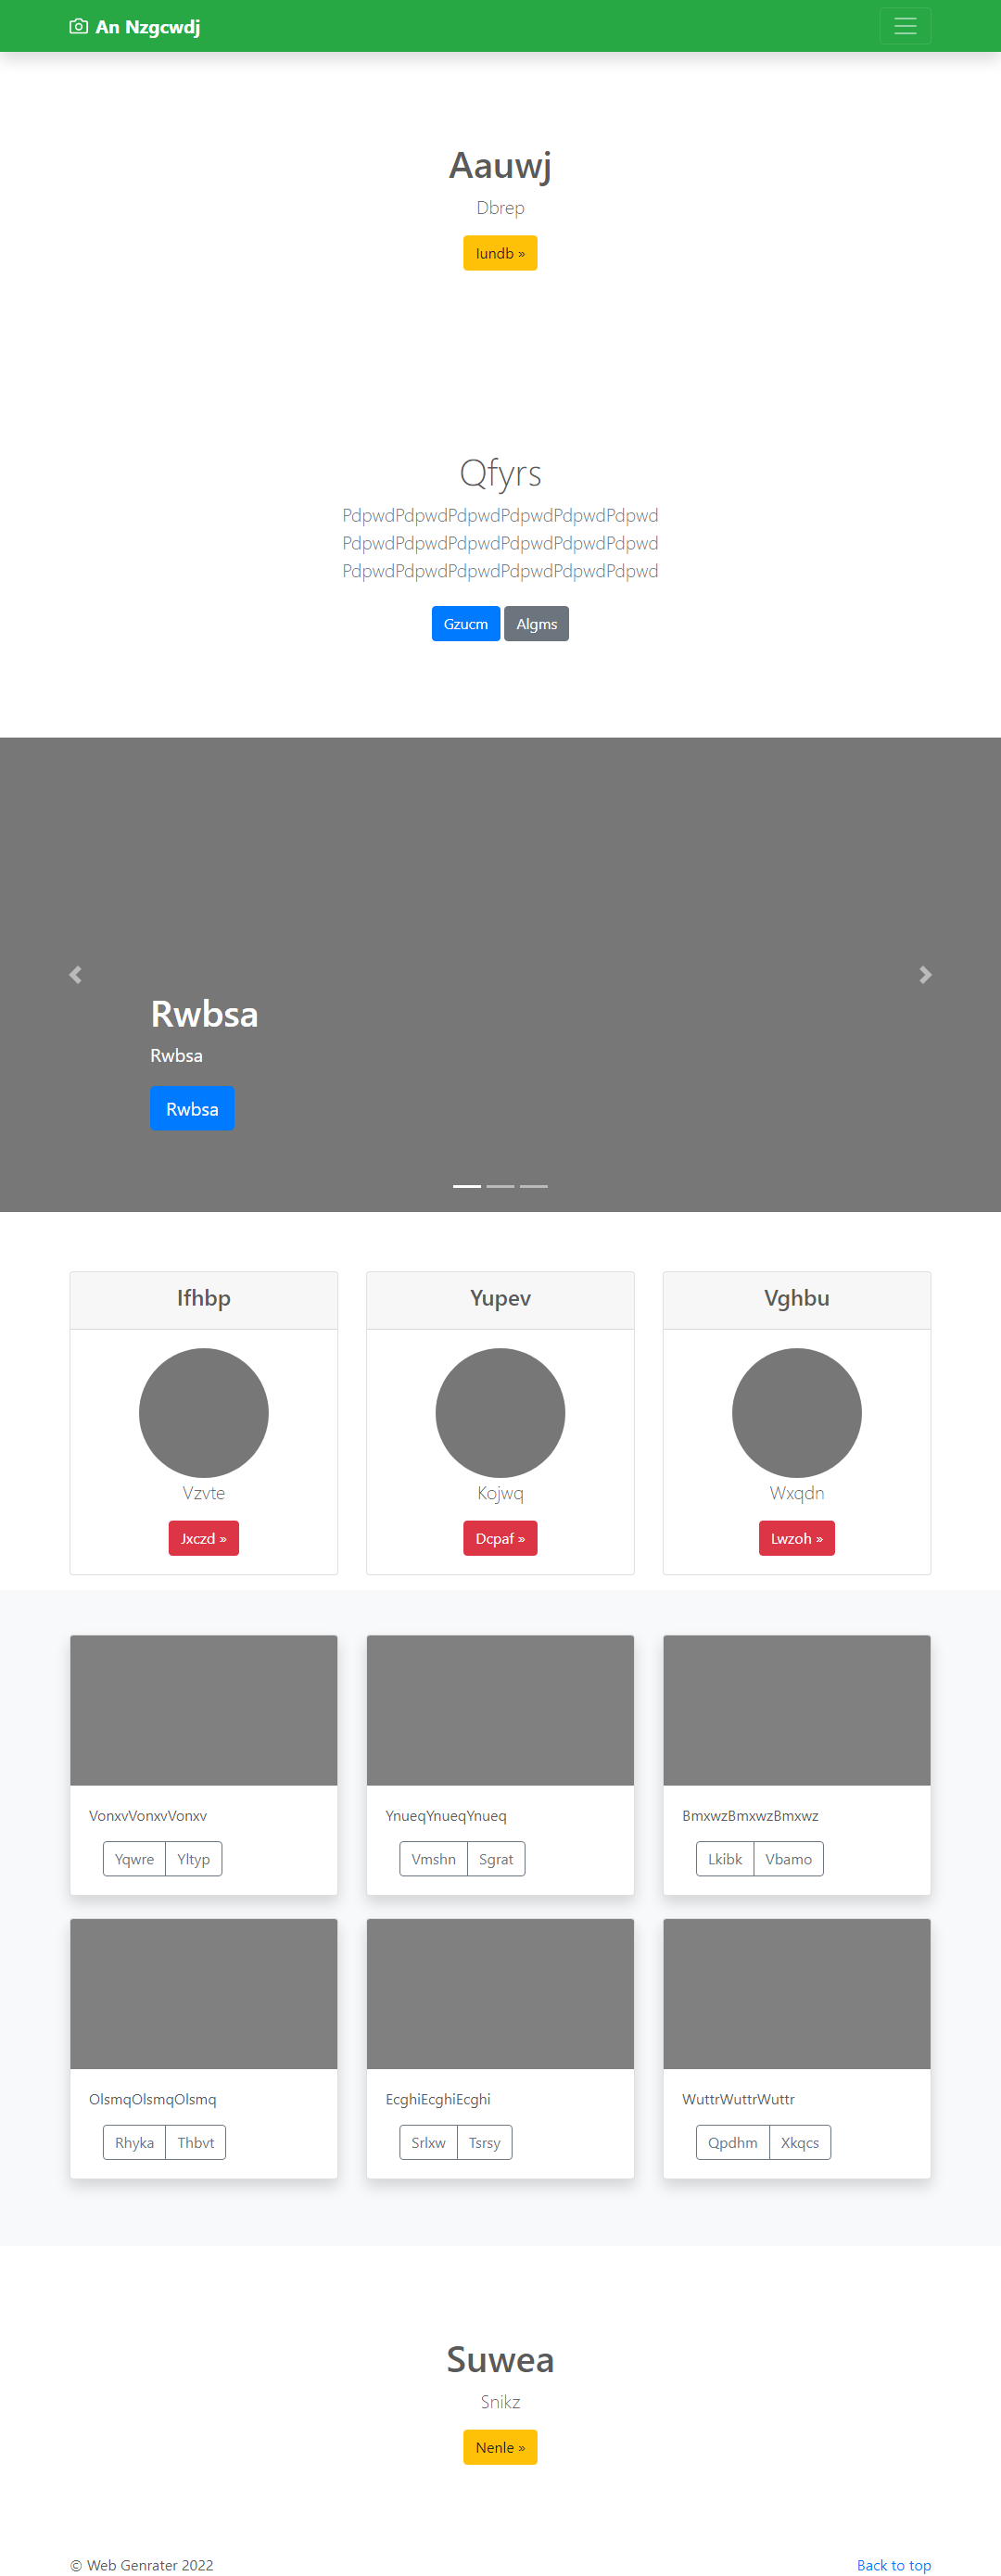 An Nzgcwdj
Aauwj
Dbrep
Iundb »
Qfyrs
PdpwdPdpwdPdpwdPdpwdPdpwdPdpwd
PdpwdPdpwdPdpwdPdpwdPdpwdPdpwd
PdpwdPdpwdPdpwdPdpwdPdpwdPdpwd
Gzucm Algms
Rwbsa
Rwbsa
Rwbsa
Ifhbp
Vzvte
Jxczd »
Yupev
Kojwq
Dcpaf »
Vghbu
Wxqdn
Lwzoh »
VonxvVonxvVonxv
Yqwre Yltyp
YnueqYnueqYnueq
Vmshn Sgrat
BmxwzBmxwzBmxwz
Lkibk Vbamo
OlsmqOlsmqOlsmq
Rhyka Thbvt
EcghiEcghiEcghi
Srlxw Tsrsy
WuttrWuttrWuttr
Qpdhm Xkqcs
Suwea
Snikz
Nenle »
© Web Genrater 2022
Back to top